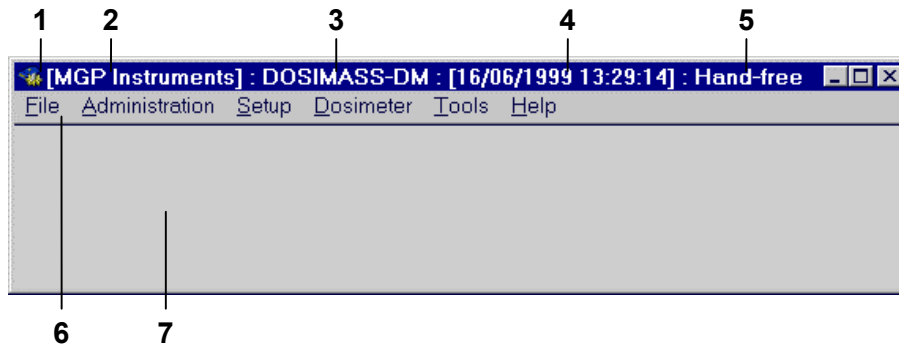 1 2 3 4 5
[MGP Instruments] : DOSIMASS-DM : [16/06/1999 13:29:14] : Hand-free
File Administration Setup Dosimeter Tools Help
6 7